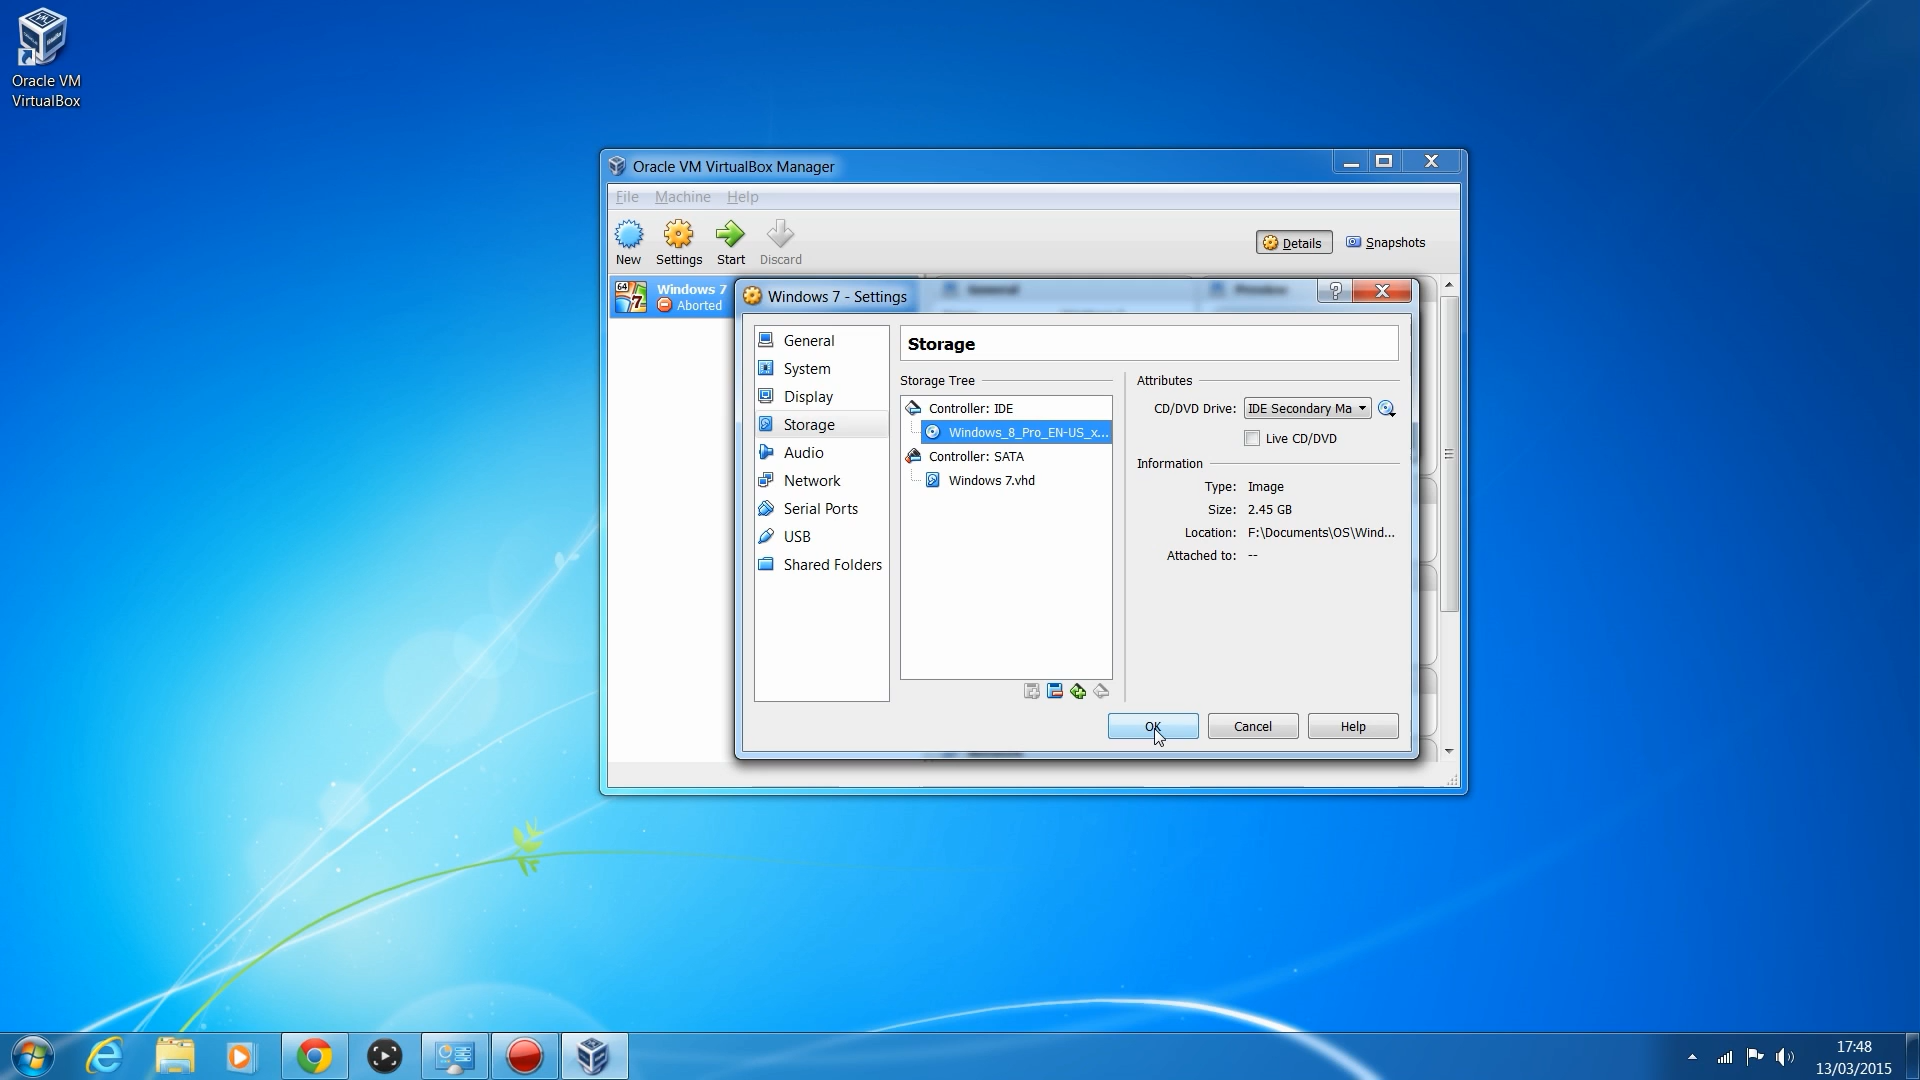 Oracle VM
VirtualBox
Oracle VM VirtualBox Manager
File Machine Help
New Settings Start Discard
Details Snapshots
64
7
Windows 7
Aborted
Windows 7 - Settings
General
System
Display
Storage
Audio
Network
Serial Ports
USB
Shared Folders
Storage
Storage Tree
Controller: IDE
Windows_8_Pro_EN-US_x...
Controller: SATA
Windows 7.vhd
Attributes
CD/DVD Drive: IDE Secondary Ma
Live CD/DVD
Information
Type: Image
Size: 2.45 GB
Location: F:\Documents\OS\Wind...
Attached to: --
OK Cancel Help
17:48
13/03/2015